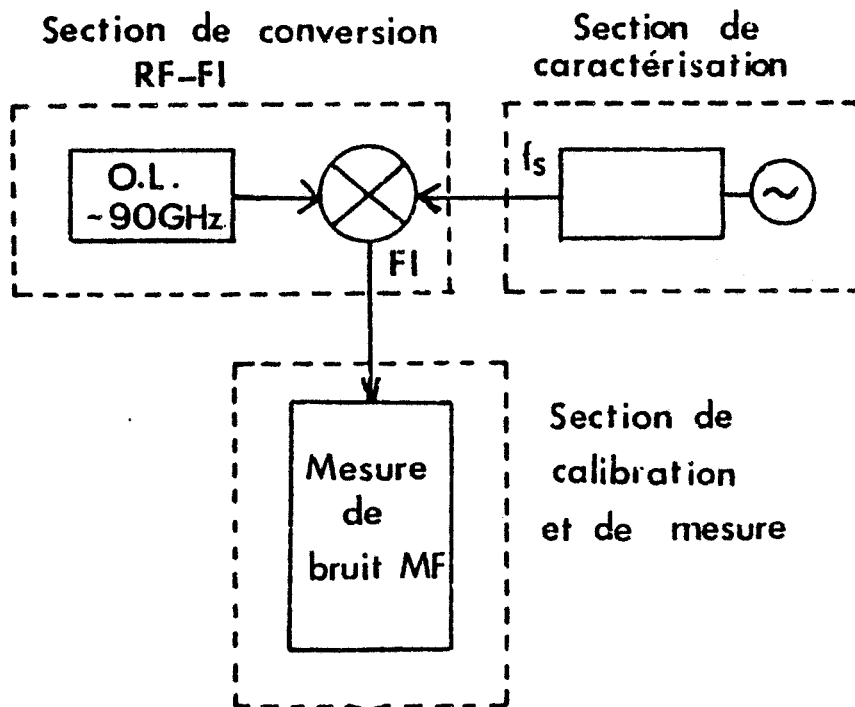 Section de conversion
RF-FI
Section de
caractérisation
O.L.
~90GHz.
fs
FI
Mesure
de
bruit MF
Section de
calibration
et de mesure